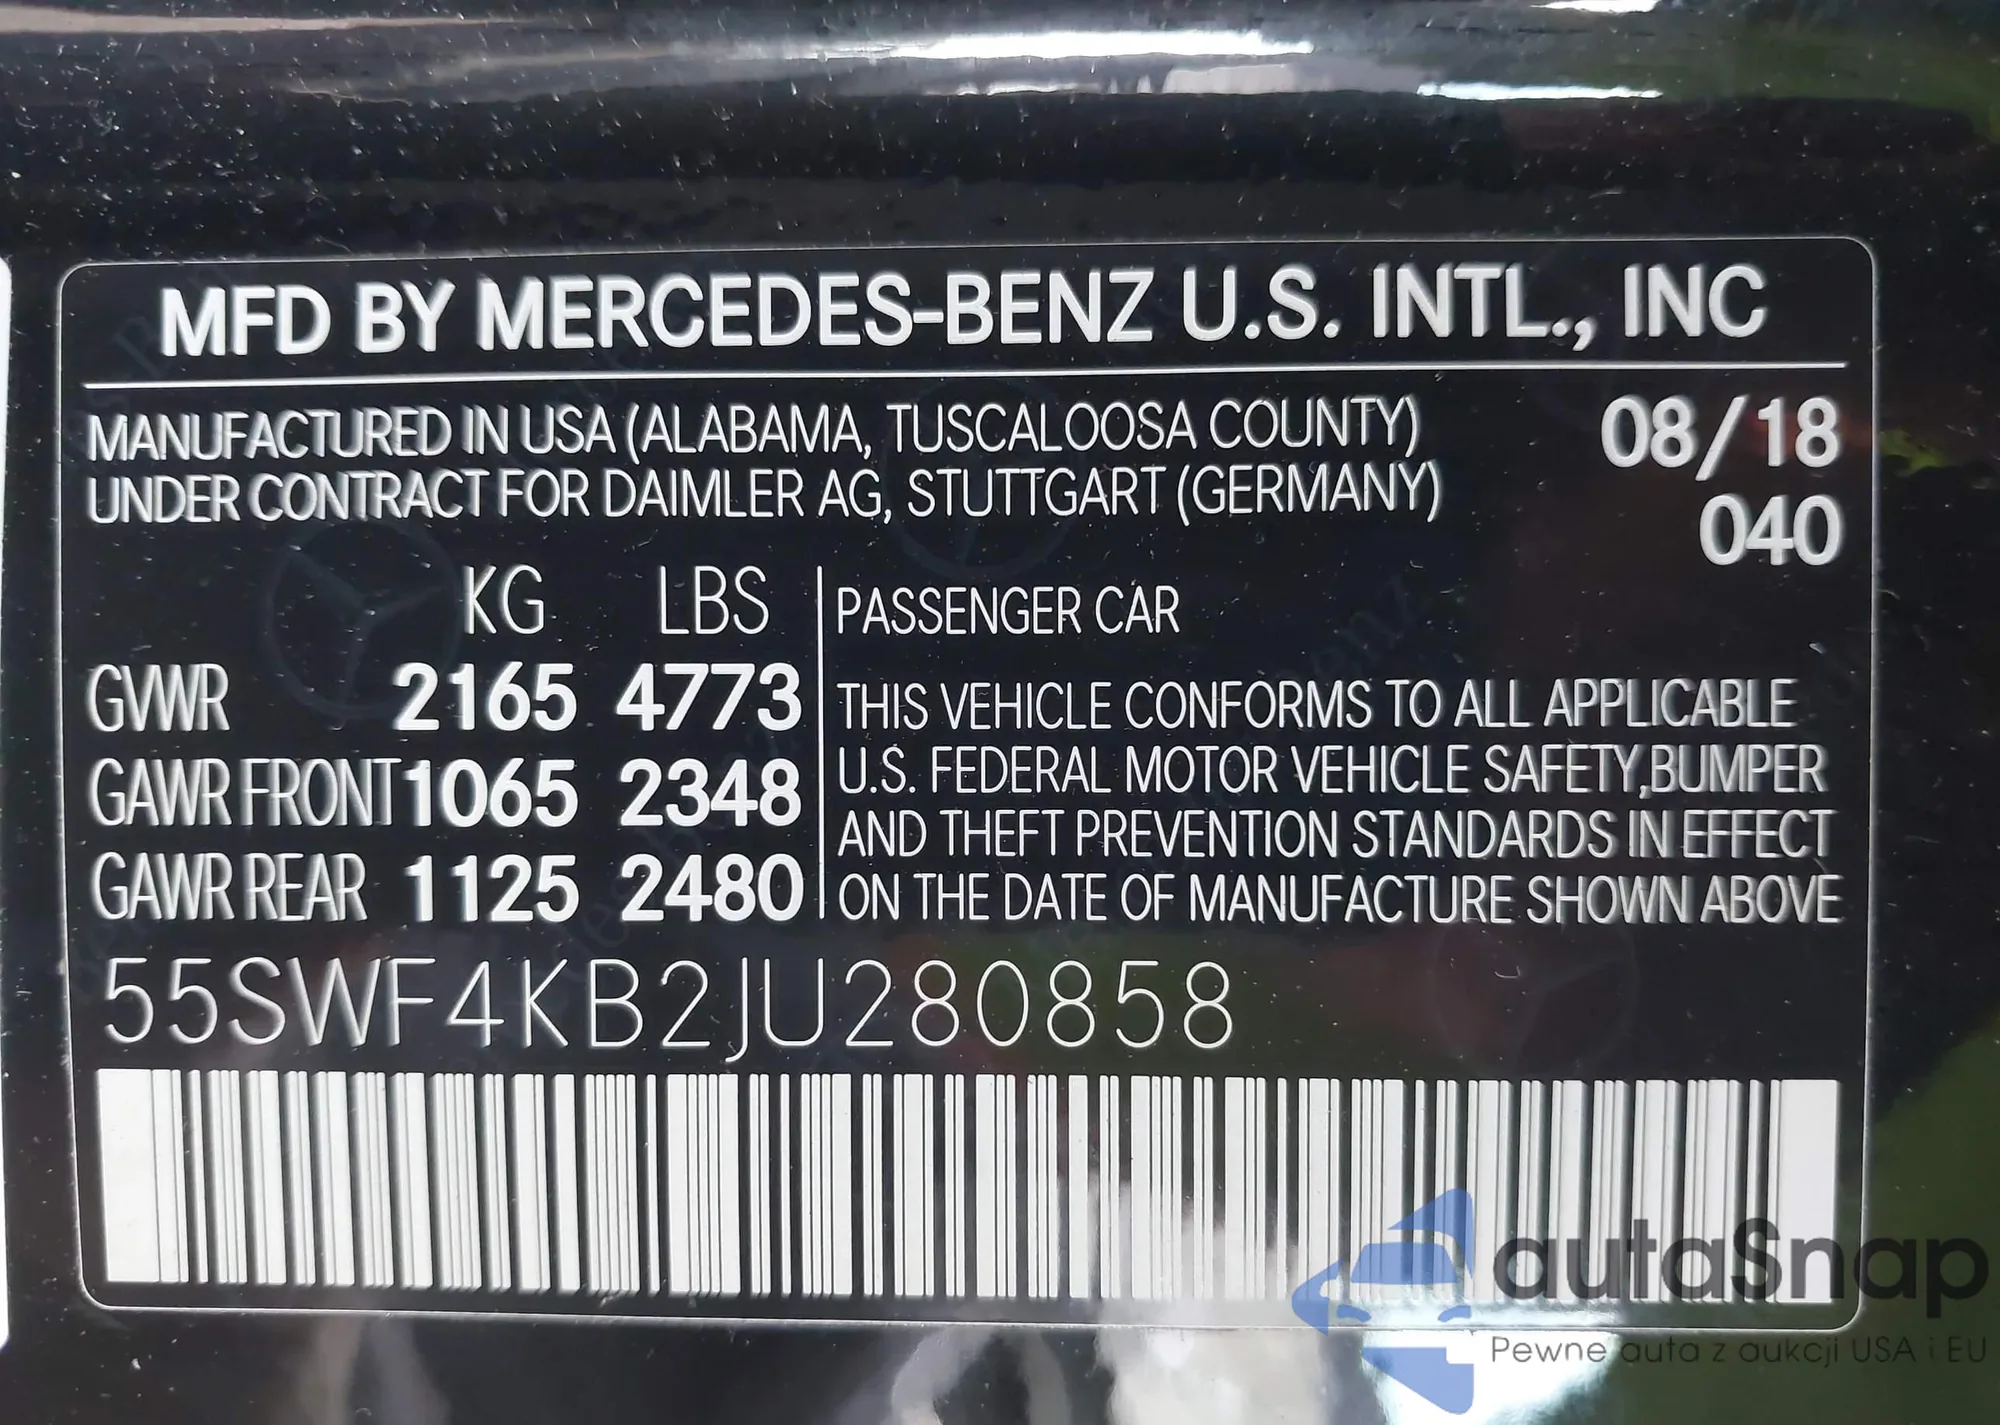 MFD BY MERCEDES-BENZ U.S. INTL., INC
MANUFACTURED IN USA (ALABAMA, TUSCALOOSA COUNTY) 08/18
UNDER CONTRACT FOR DAIMLER AG, STUTTGART (GERMANY)
040
KG LBS
GVWR 2165 4773
GAWR FRONT 1065 2348
GAWR REAR 1125 2480
PASSENGER CAR
THIS VEHICLE CONFORMS TO ALL APPLICABLE
U.S. FEDERAL MOTOR VEHICLE SAFETY,BUMPER
AND THEFT PREVENTION STANDARDS IN EFFECT
ON THE DATE OF MANUFACTURE SHOWN ABOVE
55SWF4KB2JU280858
autaSnap
Pewne auta z aukcji USA i EU